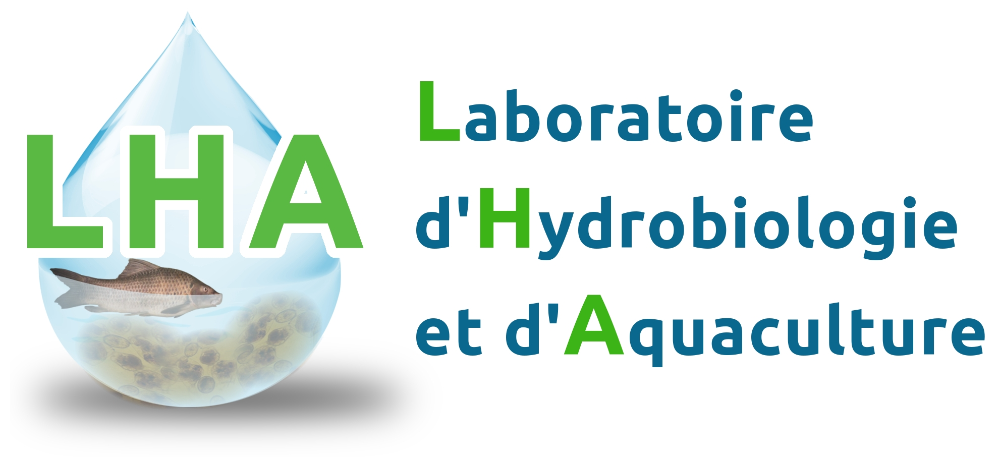 LHA
Laboratoire
d'Hydrobiologie
et d'Aquaculture